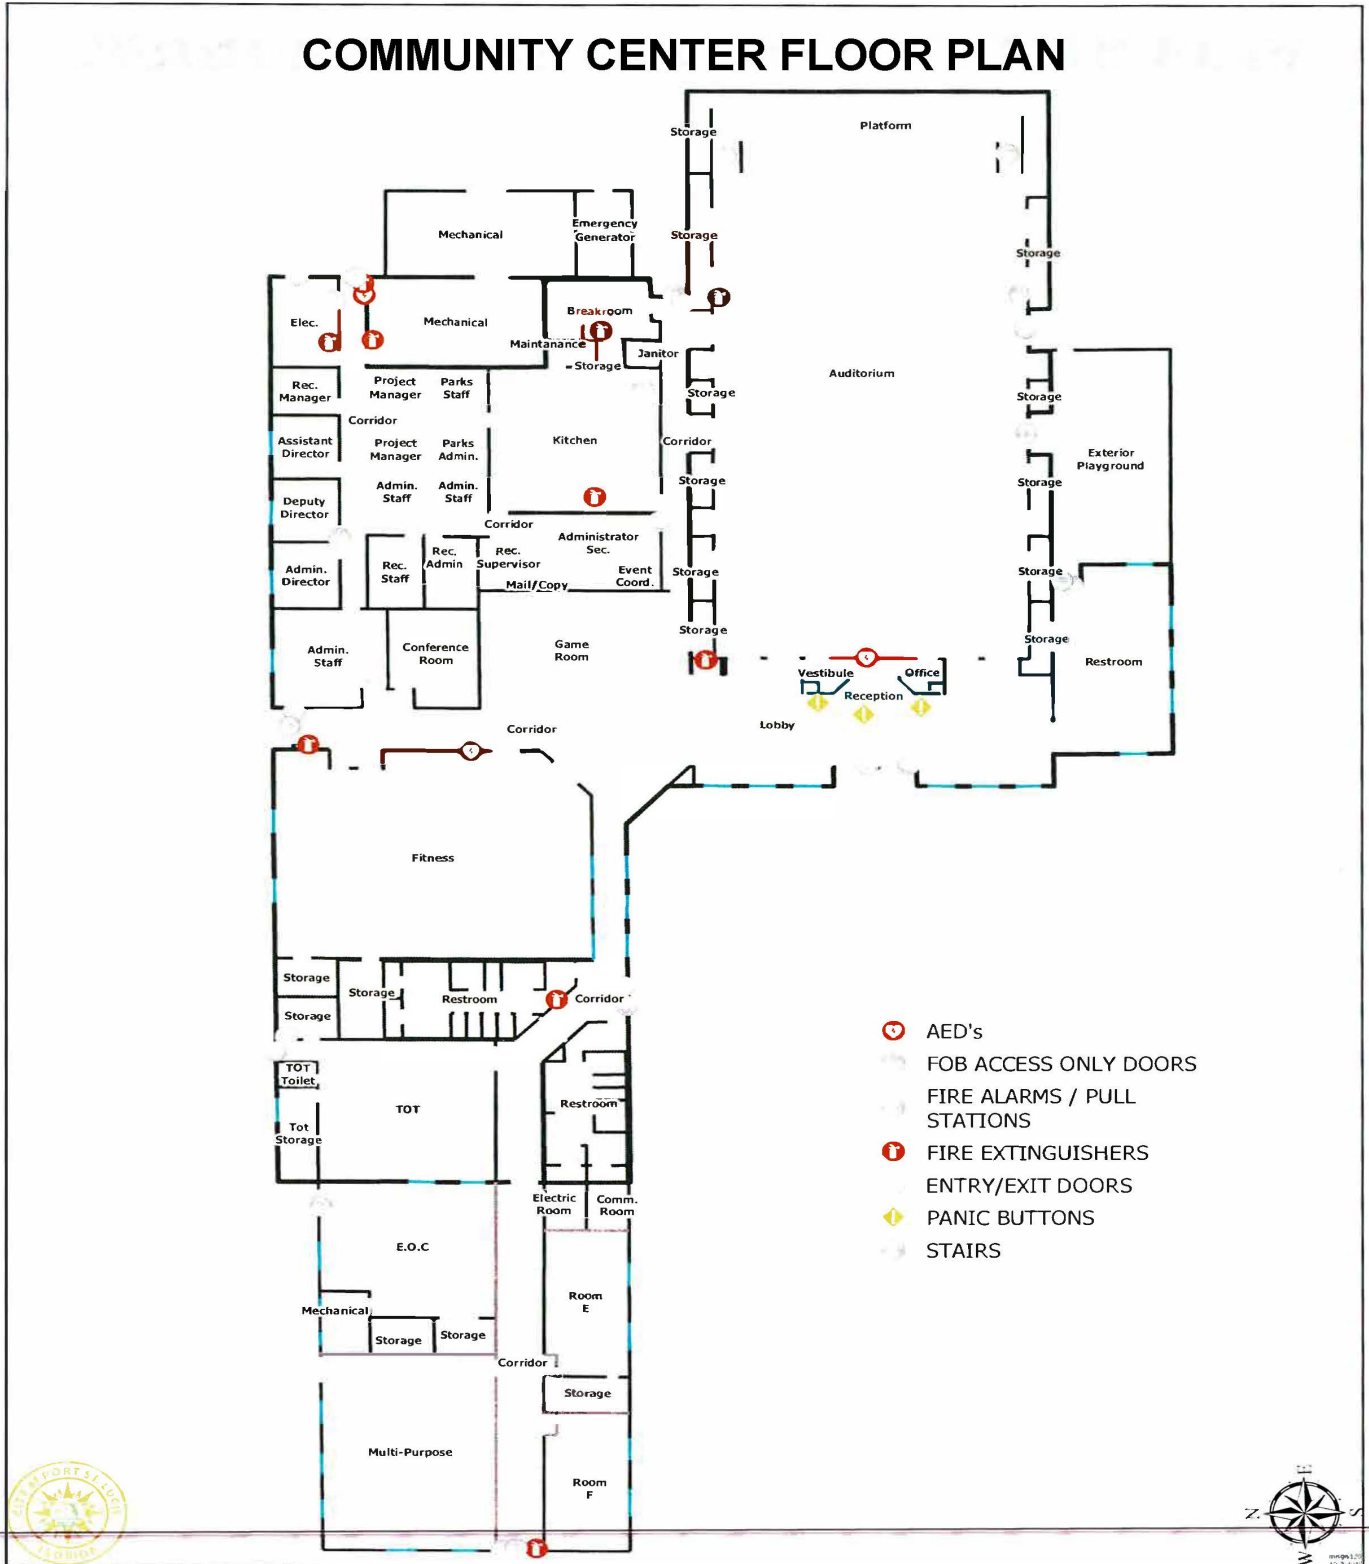 COMMUNITY CENTER FLOOR PLAN
Platform
Storage
Mechanical
Emergency
Generator
Storage
Storage
Elec.
Mechanical
Breakroom
Maintanance
Janitor
Storage
Auditorium
Rec.
Manager
Project
Manager
Parks
Staff
Storage
Storage
Corridor
Assistant
Director
Project
Manager
Parks
Admin.
Kitchen
Corridor
Exterior
Playground
Deputy
Director
Admin.
Staff
Admin.
Staff
Storage
Storage
Corridor
Administrator
Sec.
Admin.
Director
Rec.
Staff
Rec.
Admin
Rec.
Supervisor
Mail/Copy
Event
Coord.
Storage
Storage
Admin.
Staff
Conference
Room
Game
Room
Storage
Storage
Restroom
Vestibule
Office
Reception
Lobby
Corridor
Fitness
Storage
Storage
Storage
Restroom
Corridor
TOT
Toilet
TOT
Tot
Storage
Restroom
Electric
Room
Comm.
Room
E.O.C
Room
E
Mechanical
Storage
Storage
Corridor
Storage
Multi-Purpose
Room
F
AED's
FOB ACCESS ONLY DOORS
FIRE ALARMS / PULL
STATIONS
FIRE EXTINGUISHERS
ENTRY/EXIT DOORS
PANIC BUTTONS
STAIRS
CITY OF PORT ST. LUCIE
FLORIDA
E
N
S
W